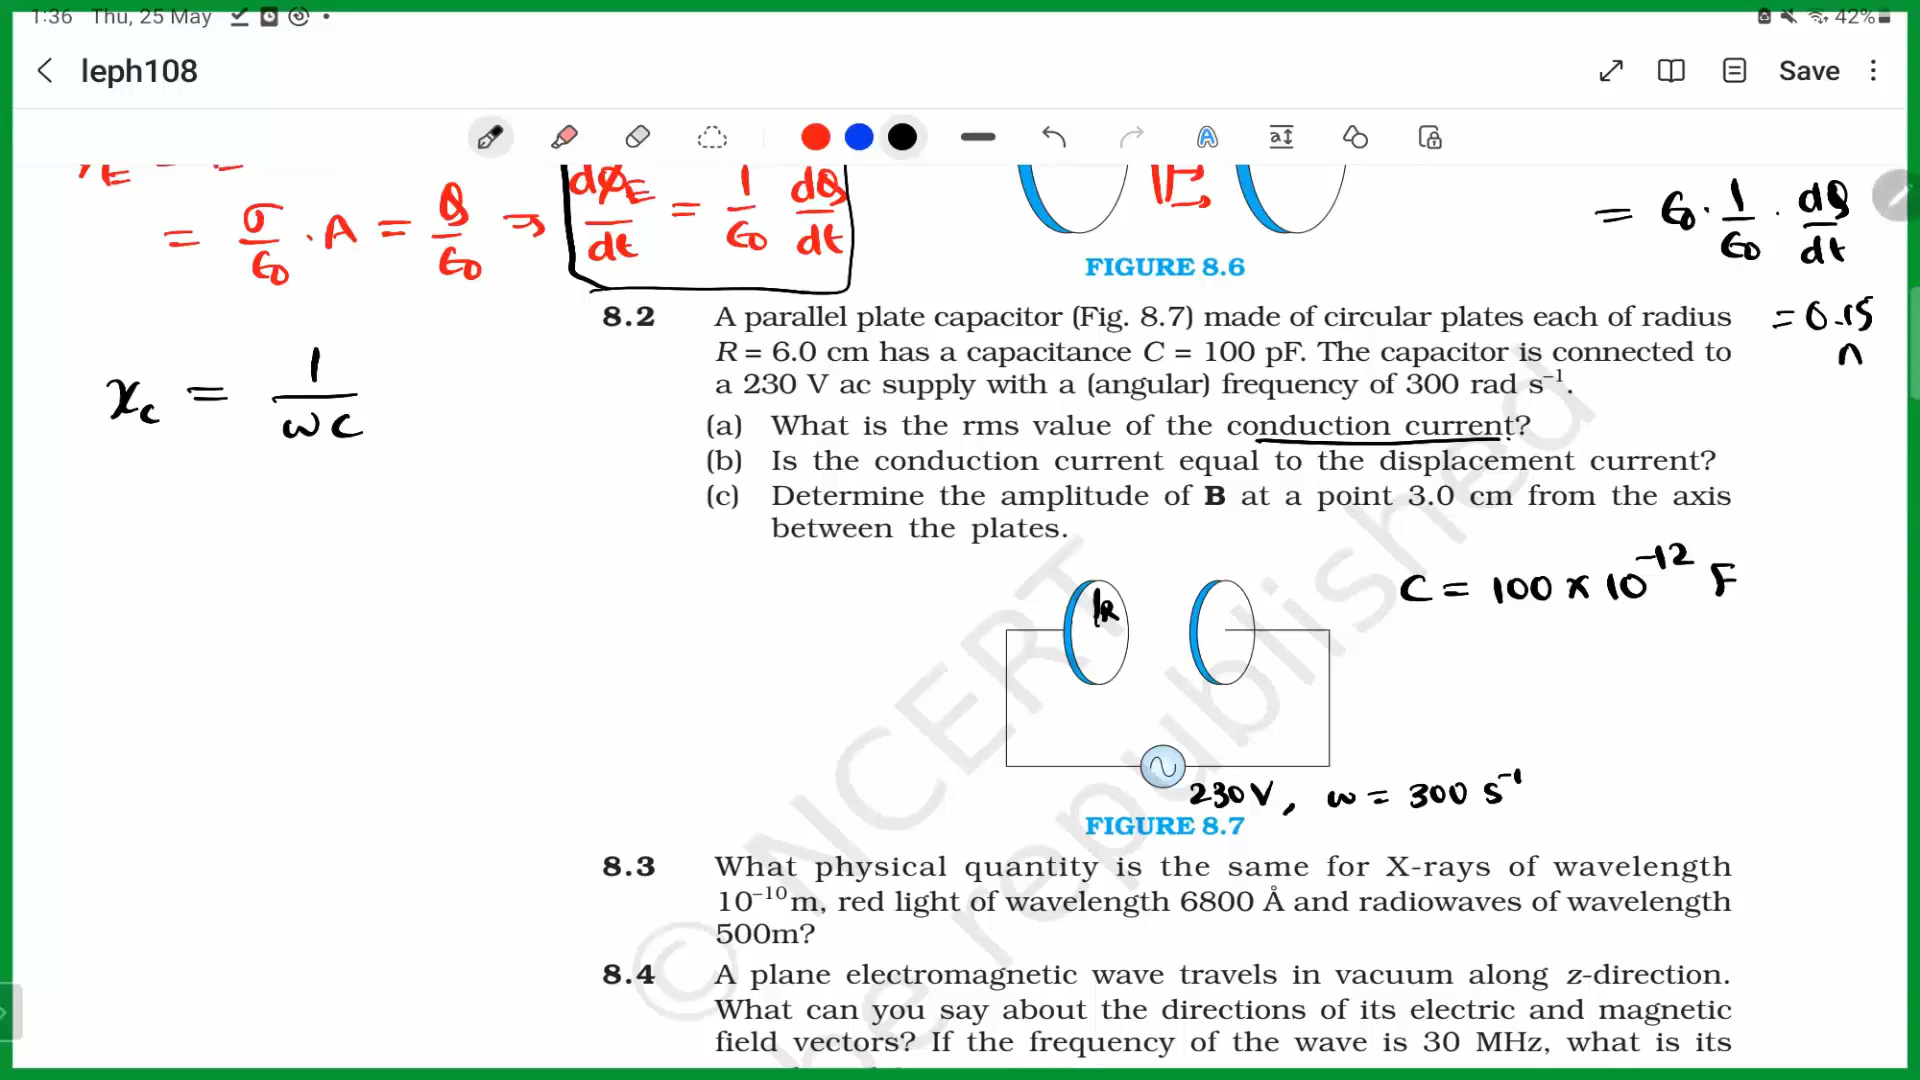 1:36 Thu, 25 May
42%
leph108
Save
= σ/ε0 . A = Q/ε0 ⇒ dφE/dt = 1/ε0 dQ/dt
= ε0 . 1/ε0 . dQ/dt
= 0.15
FIGURE 8.6
8.2 A parallel plate capacitor (Fig. 8.7) made of circular plates each of radius
R = 6.0 cm has a capacitance C = 100 pF. The capacitor is connected to
a 230 V ac supply with a (angular) frequency of 300 rad s⁻¹.
(a) What is the rms value of the conduction current?
(b) Is the conduction current equal to the displacement current?
(c) Determine the amplitude of B at a point 3.0 cm from the axis
between the plates.
xc = 1/ωC
C = 100 × 10⁻¹² F
R
230V, ω = 300 s⁻¹
FIGURE 8.7
8.3 What physical quantity is the same for X-rays of wavelength
10⁻¹⁰ m, red light of wavelength 6800 Å and radiowaves of wavelength
500m?
8.4 A plane electromagnetic wave travels in vacuum along z-direction.
What can you say about the directions of its electric and magnetic
field vectors? If the frequency of the wave is 30 MHz, what is its
© NCERT
be republished